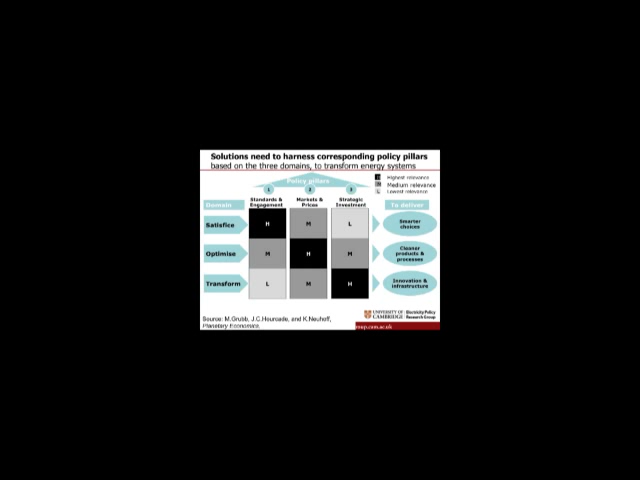 Solutions need to harness corresponding policy pillars
based on the three domains, to transform energy systems
Policy pillars
1 2 3
H Highest relevance
M Medium relevance
L Lowest relevance
Domain
Standards & Engagement
Markets & Prices
Strategic Investment
To deliver
Satisfice H M L Smarter choices
Optimise M H M Cleaner products & processes
Transform L M H Innovation & infrastructure
Source: M.Grubb, J.C.Hourcade, and K.Neuhoff,
Planetary Economics
UNIVERSITY OF CAMBRIDGE
Electricity Policy Research Group
.cam.ac.uk